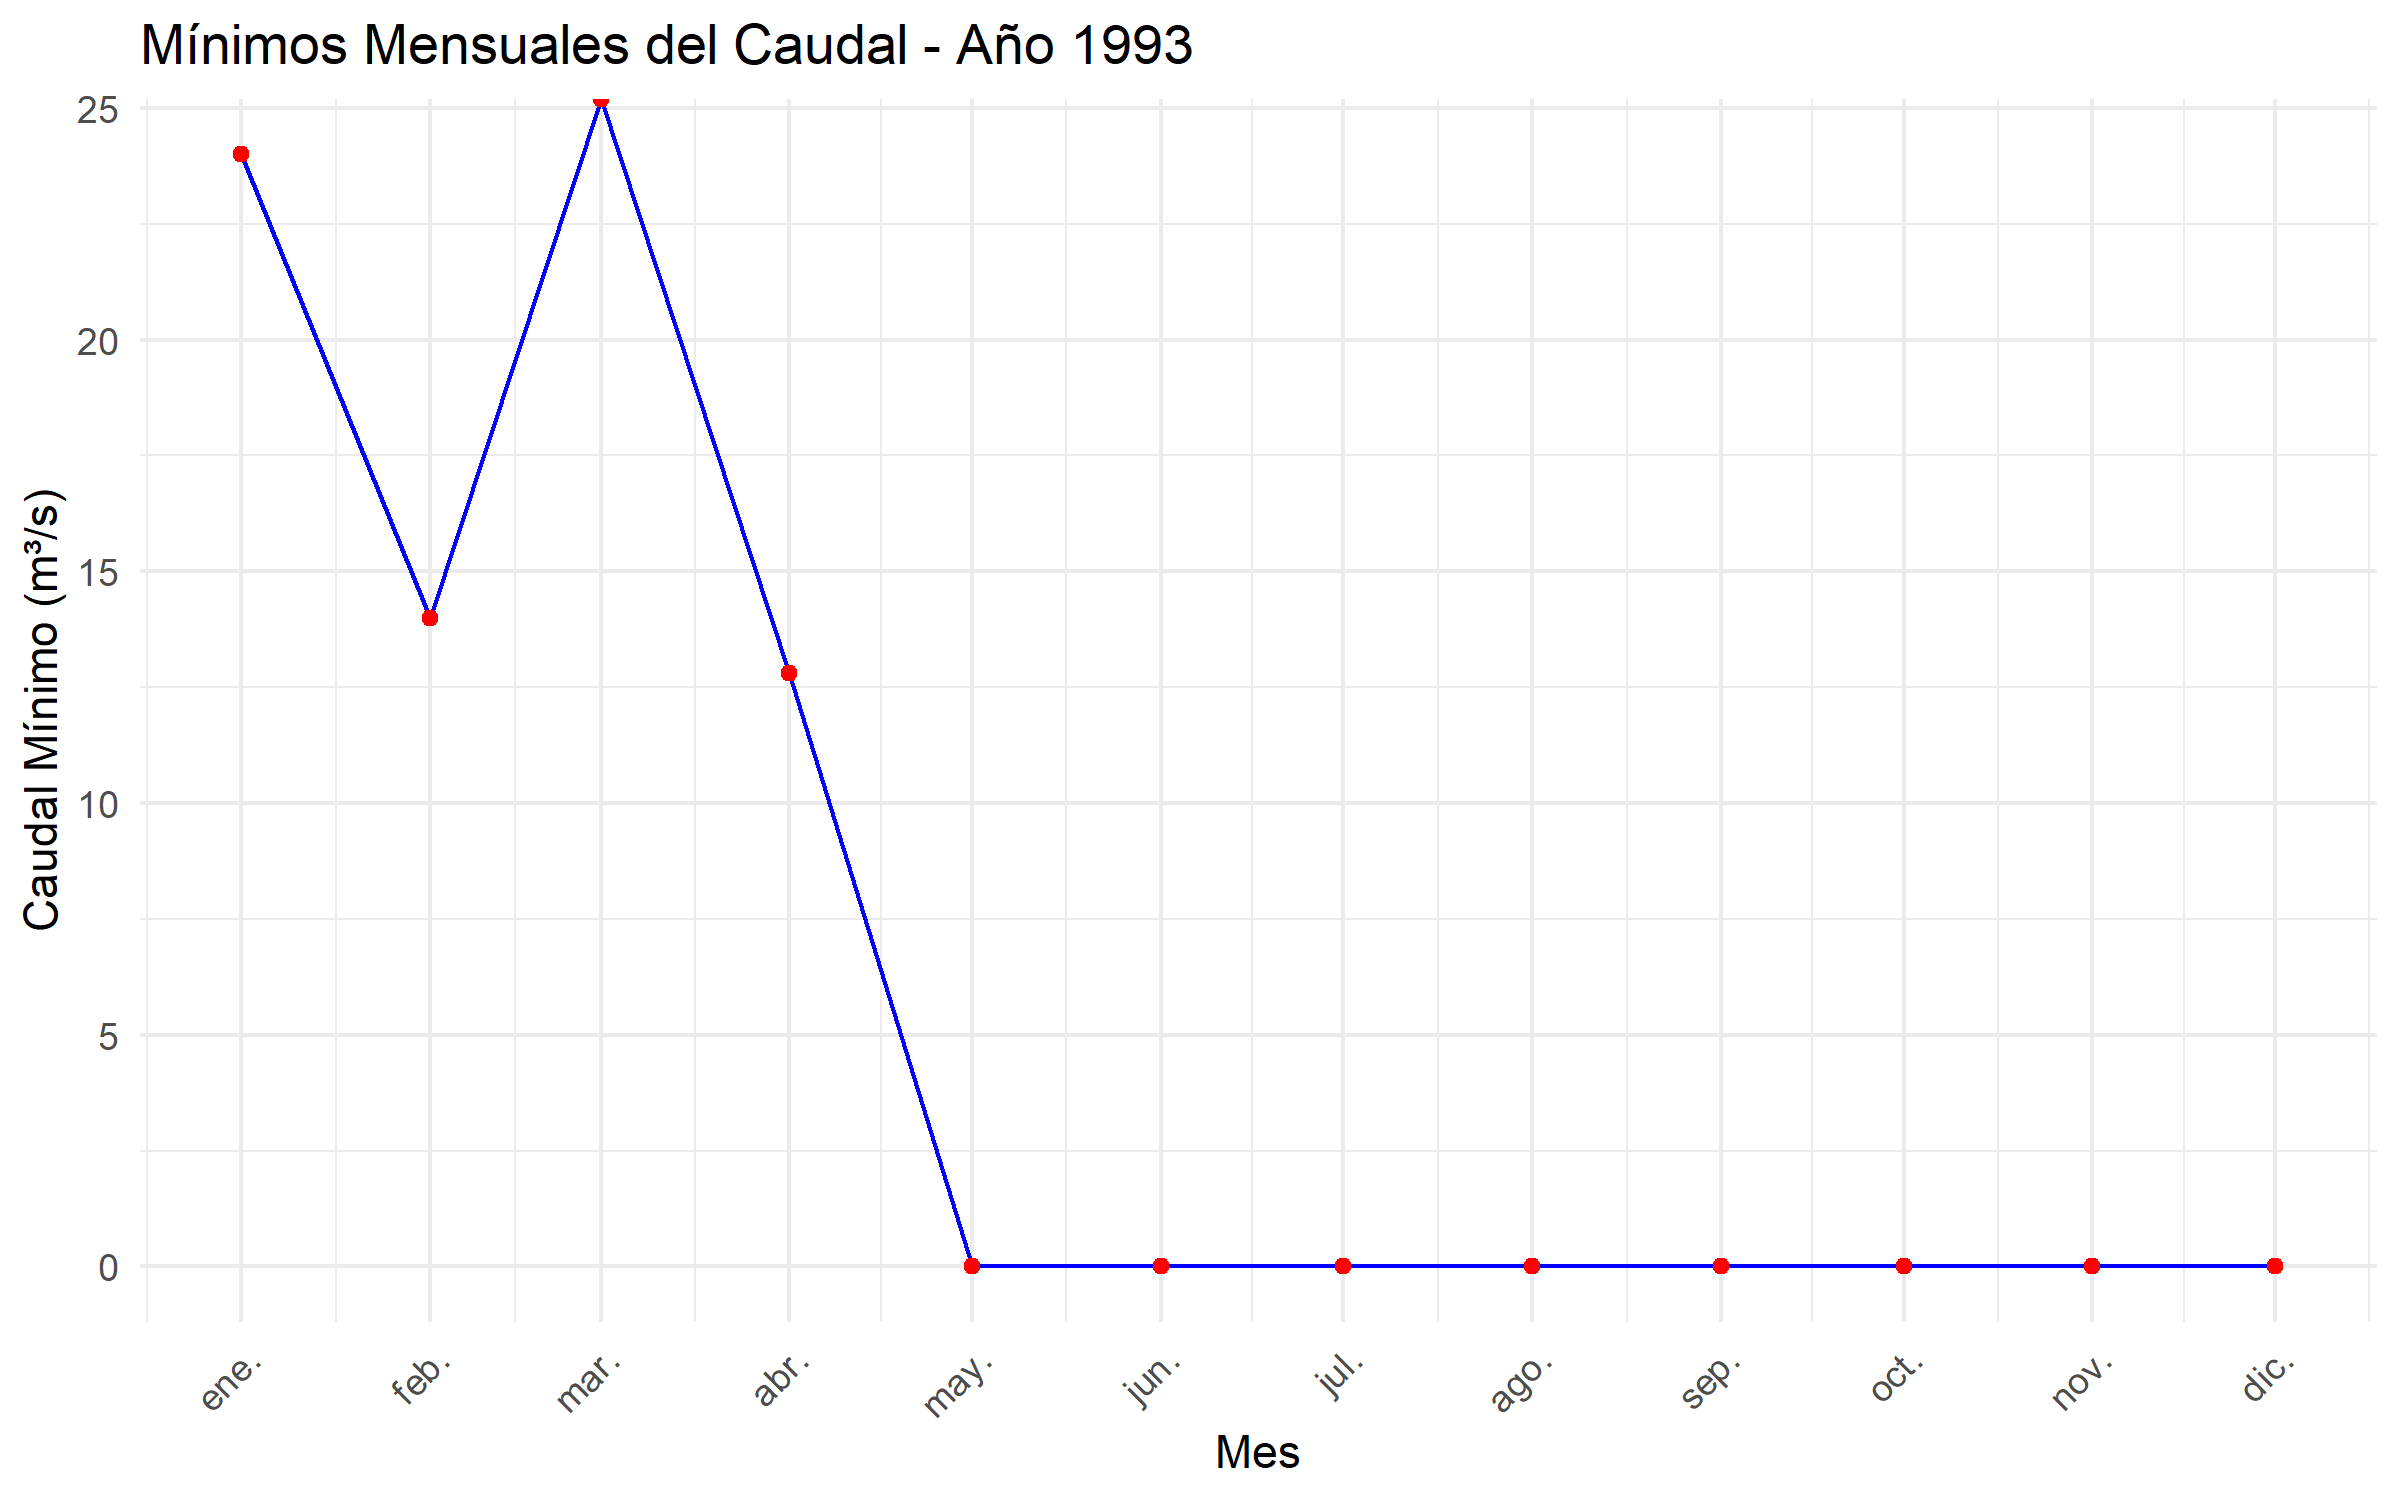 Mínimos Mensuales del Caudal - Año 1993
Caudal Mínimo (m³/s)
25
20
15
10
5
0
ene.
feb.
mar.
abr.
may.
jun.
jul.
ago.
sep.
oct.
nov.
dic.
Mes